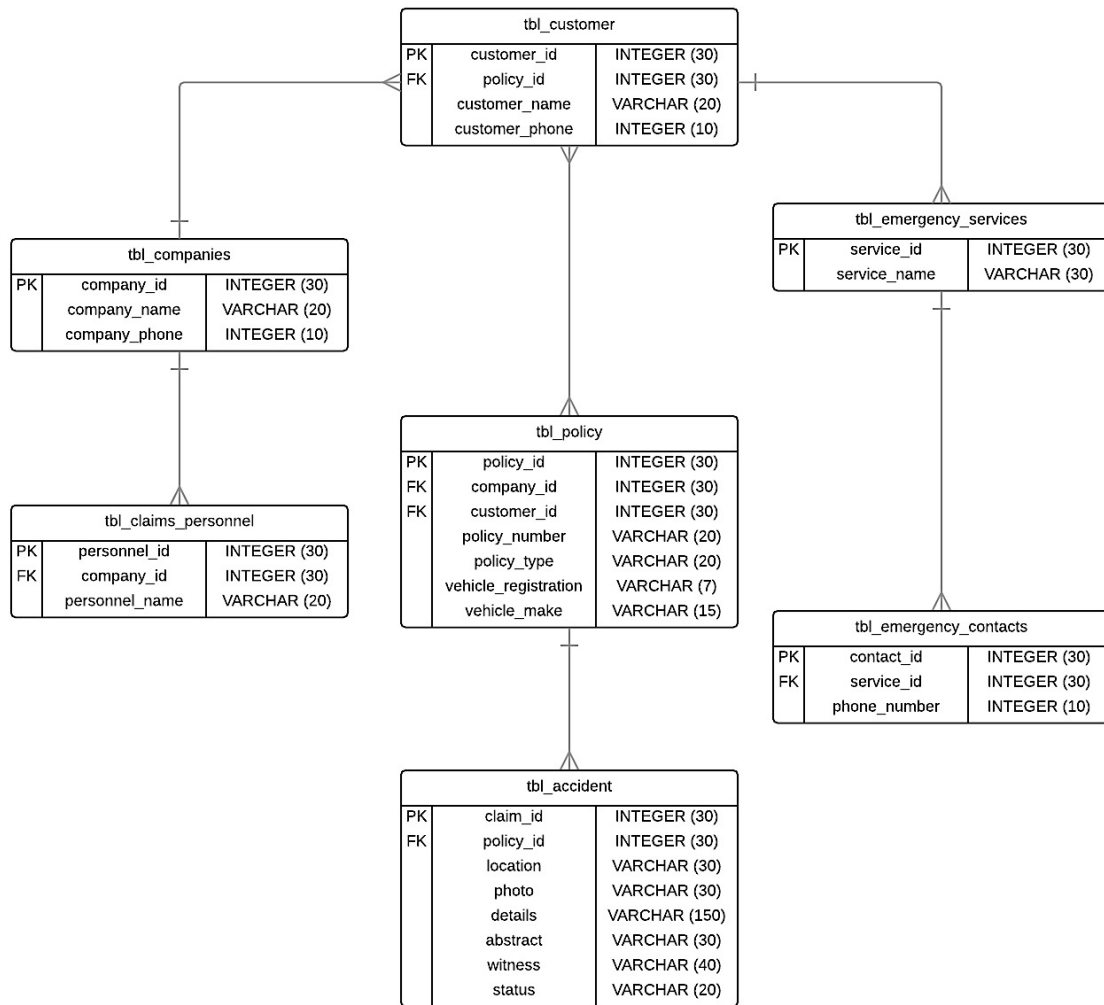 tbl_customer
PK customer_id INTEGER (30)
FK policy_id INTEGER (30)
customer_name VARCHAR (20)
customer_phone INTEGER (10)
tbl_emergency_services
PK service_id INTEGER (30)
service_name VARCHAR (30)
tbl_companies
PK company_id INTEGER (30)
company_name VARCHAR (20)
company_phone INTEGER (10)
tbl_policy
PK policy_id INTEGER (30)
FK company_id INTEGER (30)
FK customer_id INTEGER (30)
policy_number VARCHAR (20)
policy_type VARCHAR (20)
vehicle_registration VARCHAR (7)
vehicle_make VARCHAR (15)
tbl_claims_personnel
PK personnel_id INTEGER (30)
FK company_id INTEGER (30)
personnel_name VARCHAR (20)
tbl_emergency_contacts
PK contact_id INTEGER (30)
FK service_id INTEGER (30)
phone_number INTEGER (10)
tbl_accident
PK claim_id INTEGER (30)
FK policy_id INTEGER (30)
location VARCHAR (30)
photo VARCHAR (30)
details VARCHAR (150)
abstract VARCHAR (30)
witness VARCHAR (40)
status VARCHAR (20)